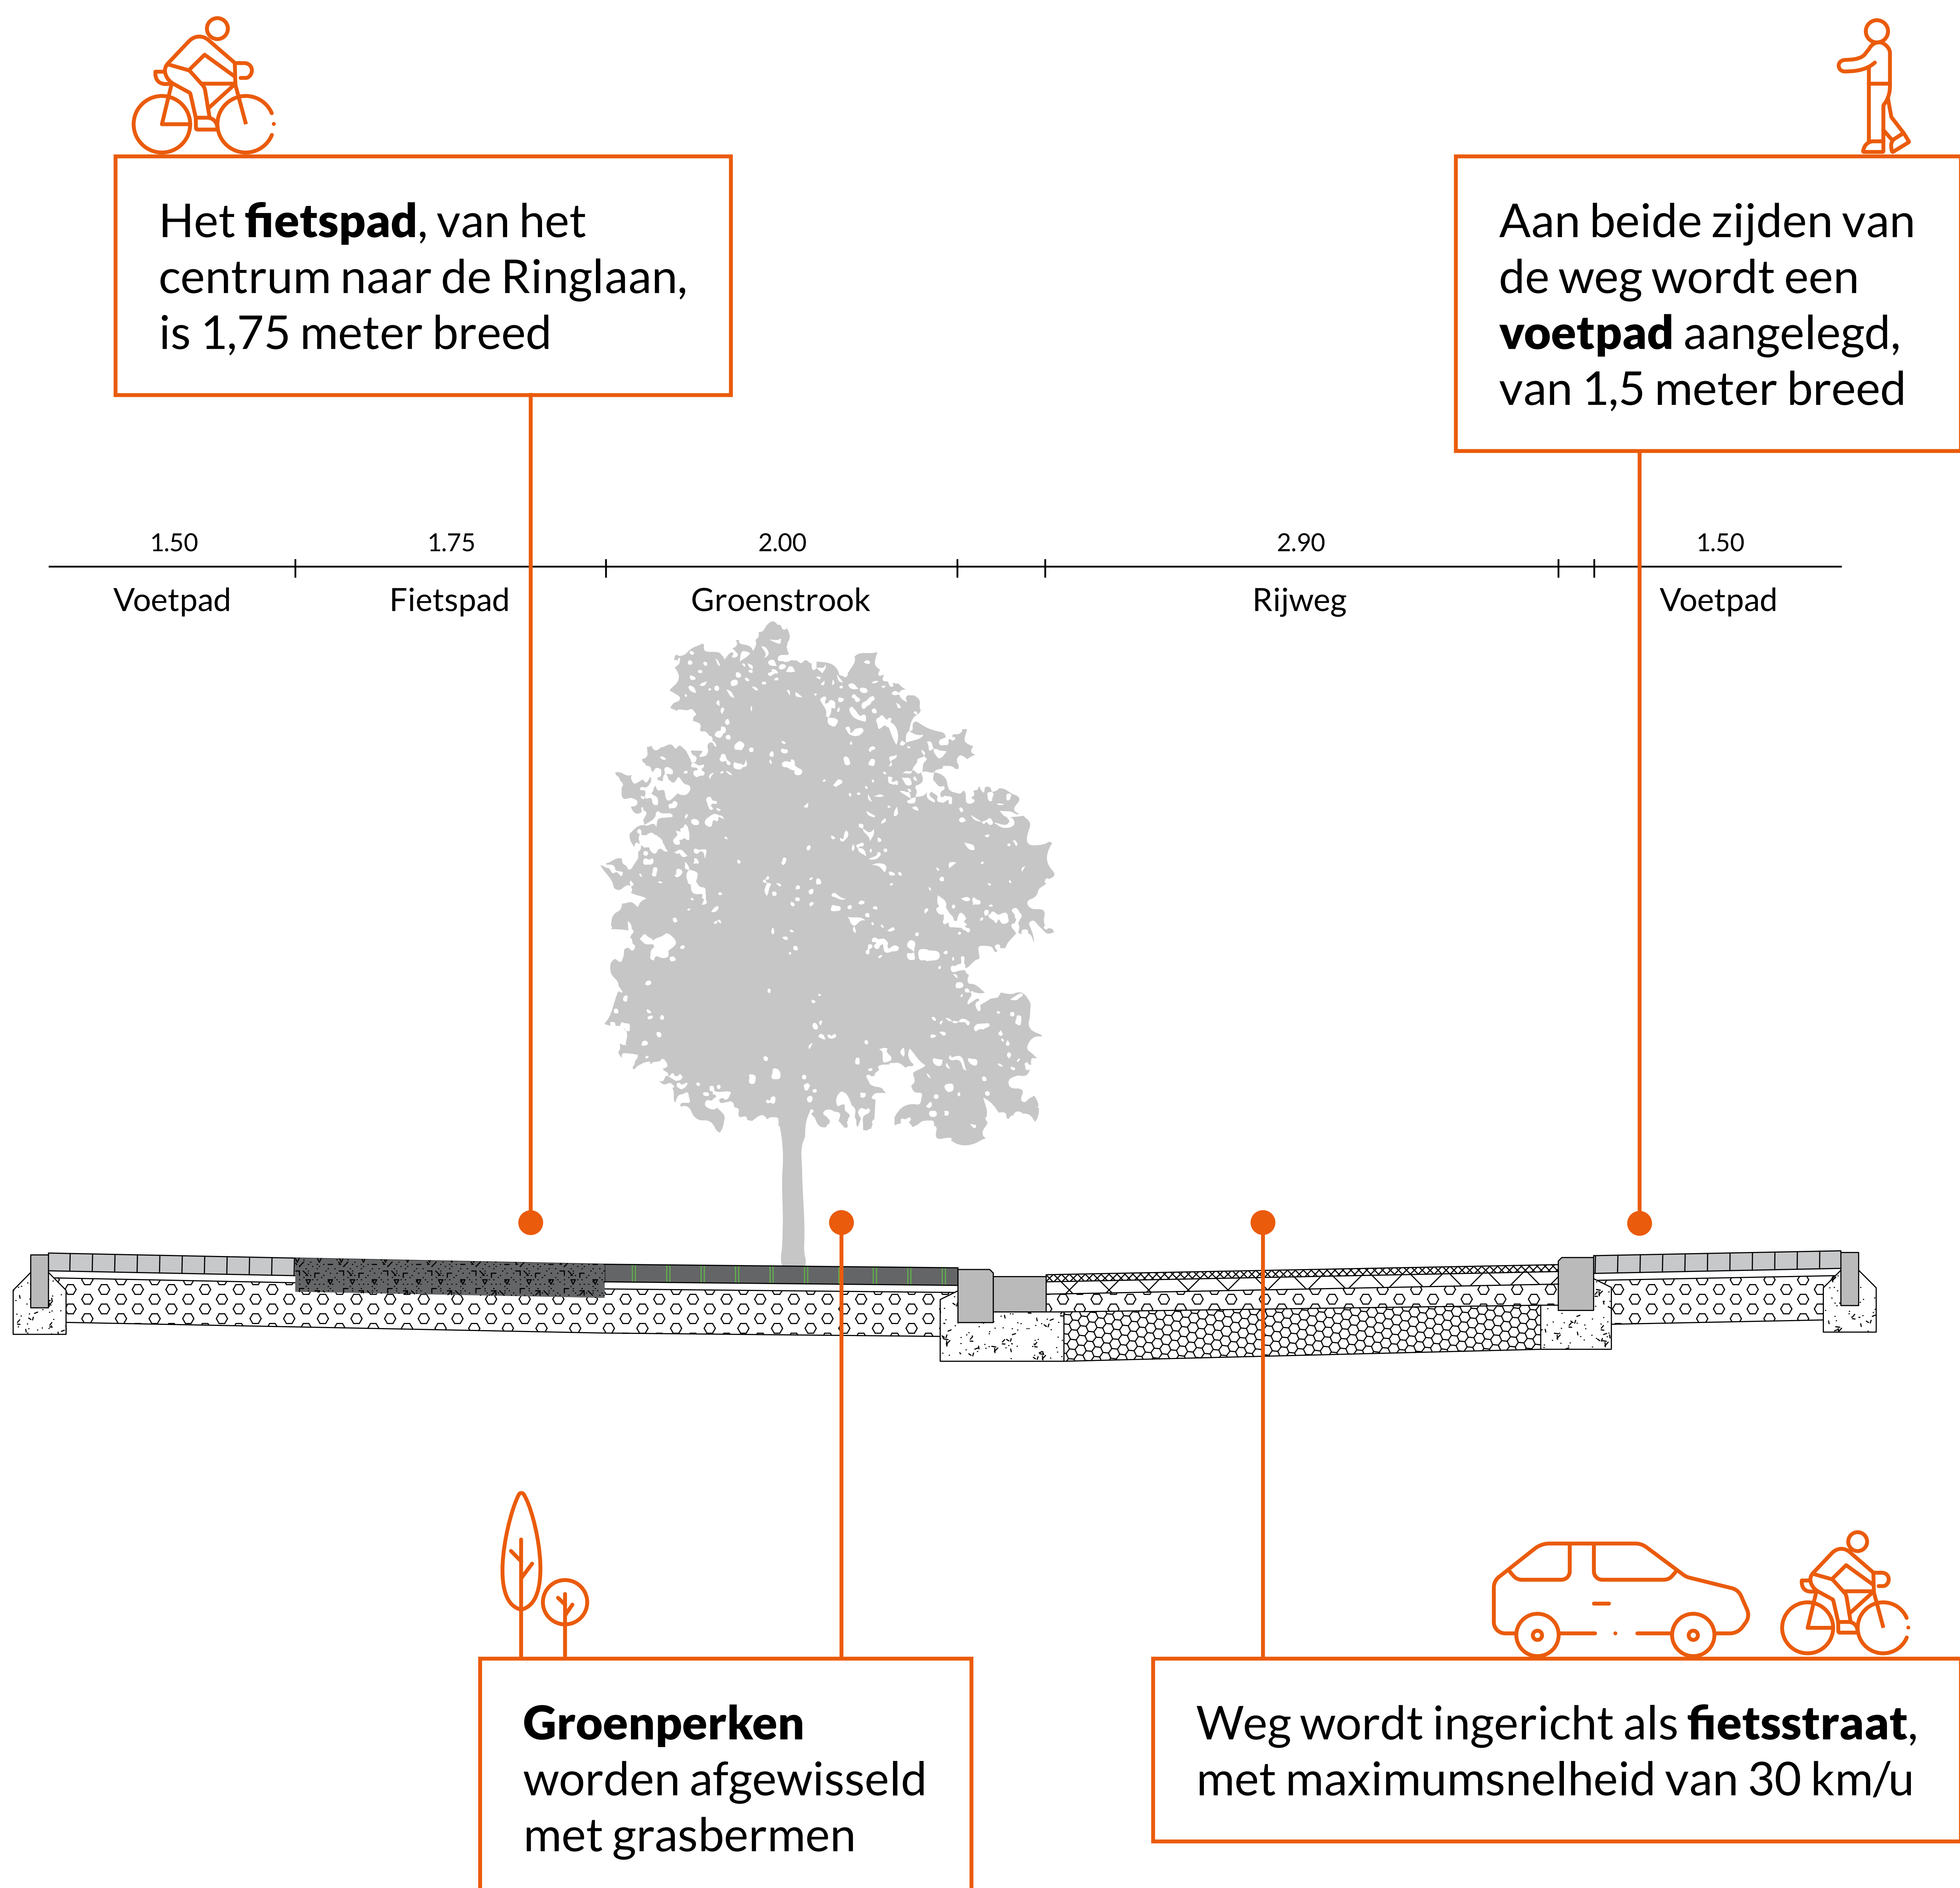 Het fietspad, van het
centrum naar de Ringlaan,
is 1,75 meter breed
Aan beide zijden van
de weg wordt een
voetpad aangelegd,
van 1,5 meter breed
1.50 1.75 2.00 2.90 1.50
Voetpad Fietspad Groenstrook Rijweg Voetpad
Groenperken
worden afgewisseld
met grasbermen
Weg wordt ingericht als fietsstraat,
met maximumsnelheid van 30 km/u